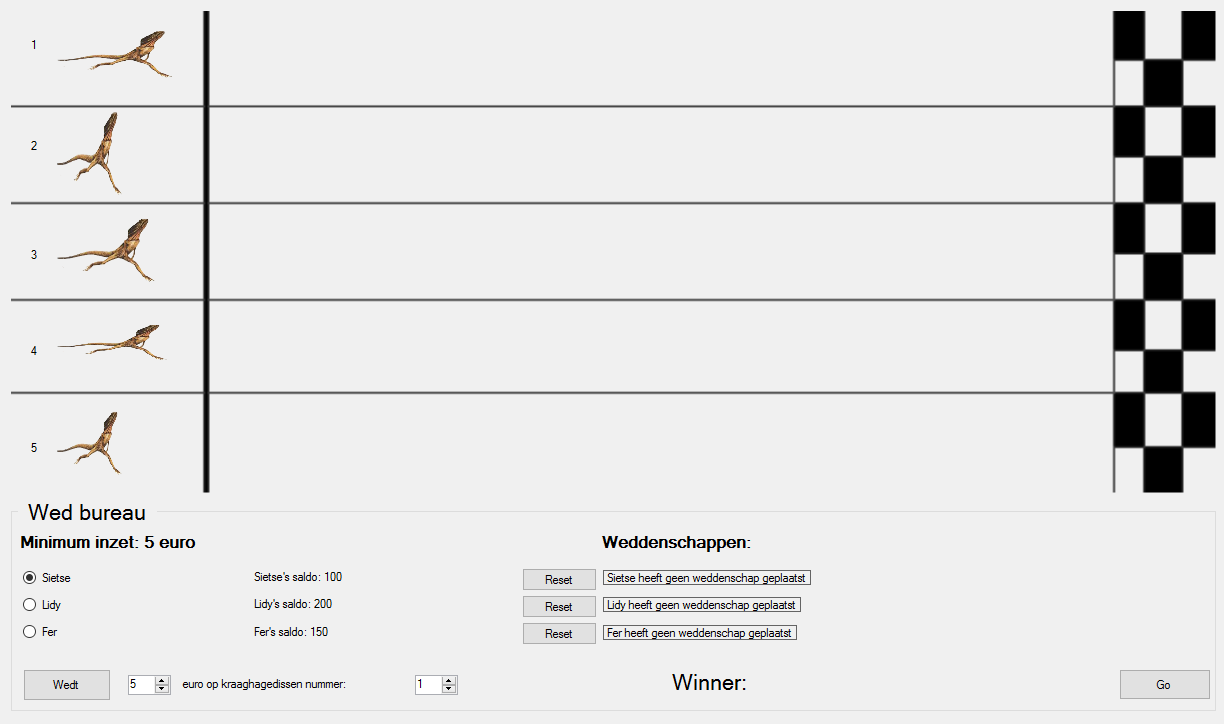 1
2
3
4
5
Wed bureau
Minimum inzet: 5 euro
Weddenschappen:
Sietse Sietse's saldo: 100 Reset Sietse heeft geen weddenschap geplaatst
Lidy Lidy's saldo: 200 Reset Lidy heeft geen weddenschap geplaatst
Fer Fer's saldo: 150 Reset Fer heeft geen weddenschap geplaatst
Wedt 5 euro op kraaghagedissen nummer: 1 Winner: Go